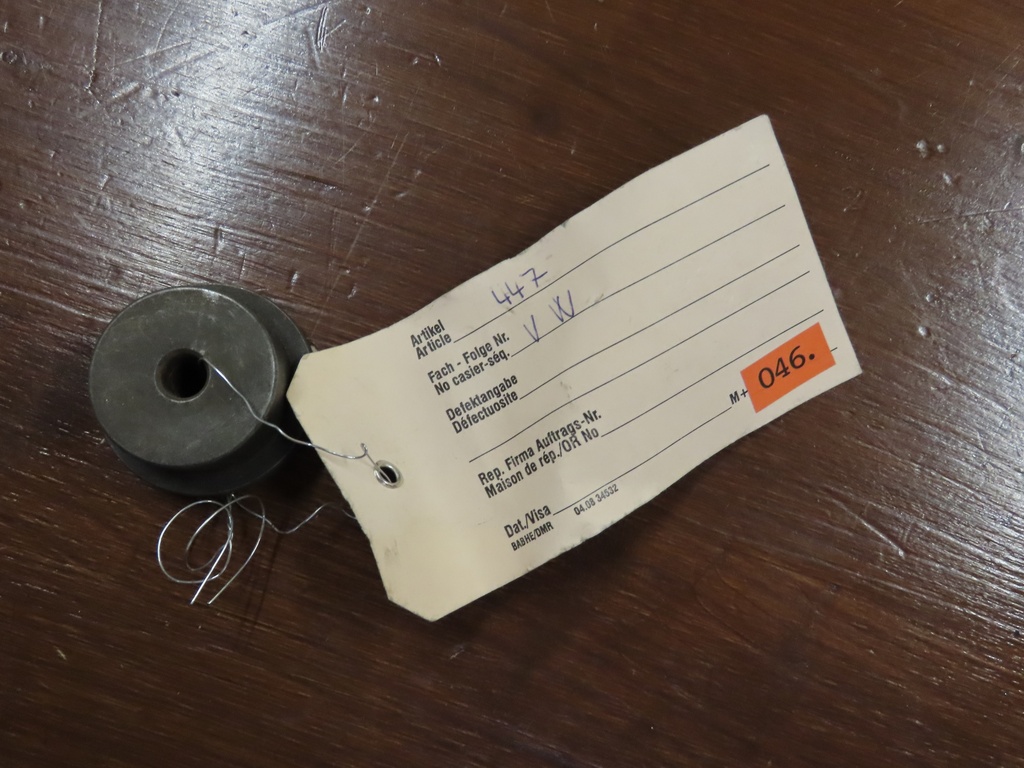 Artikel 447
Article
Fach - Folge Nr. V W
No casier-séq.
Defektangabe
Défectuosité
Rep. Firma Auftrags-Nr.
Maison de rép./OR No
M+ 046.
Dat./Visa
BABHE/DMR 04.08 34532